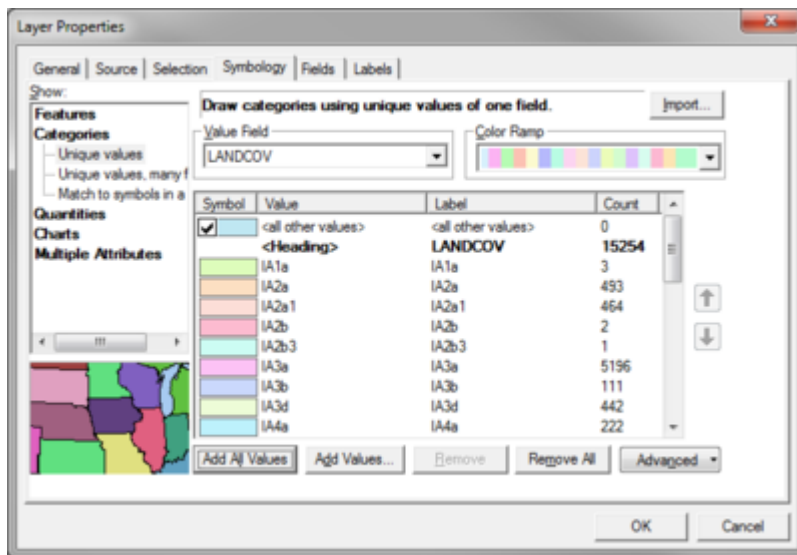 Layer Properties
General Source Selection Symbology Fields Labels
Show:
Features
Categories
Unique values
Unique values, many f
Match to symbols in a
Quantities
Charts
Multiple Attributes
Draw categories using unique values of one field.
Import...
Value Field
LANDCOV
Color Ramp
Symbol Value Label Count
<all other values> <all other values> 0
<Heading> LANDCOV 15254
IA1a IA1a 3
IA2a IA2a 493
IA2a1 IA2a1 464
IA2b IA2b 2
IA2b3 IA2b3 1
IA3a IA3a 5196
IA3b IA3b 111
IA3d IA3d 442
IA4a IA4a 222
Add All Values Add Values... Remove Remove All Advanced
OK Cancel